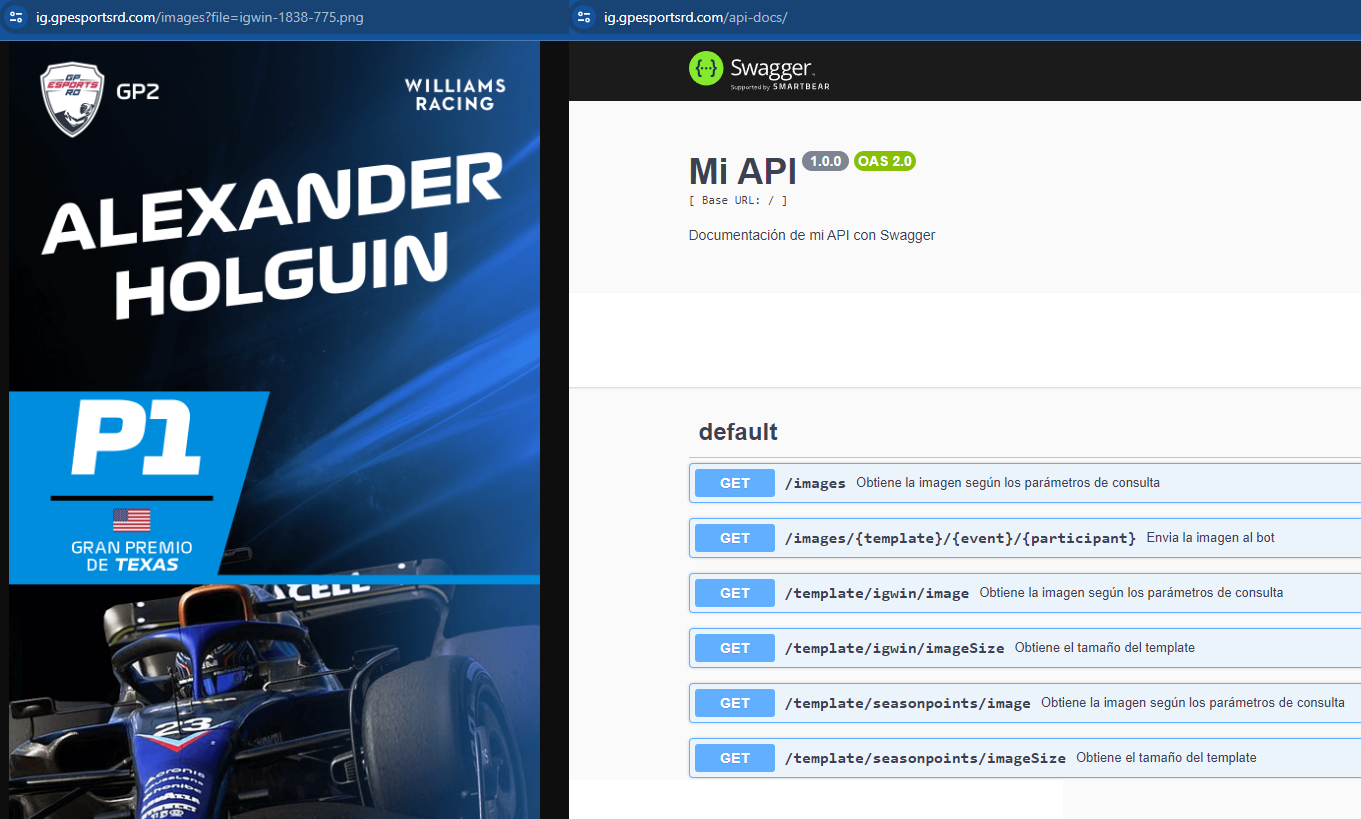 ig.gpesportsrd.com/images?file=igwin-1838-775.png
GP
ESPORTS
RD
GP2
WILLIAMS
RACING
ALEXANDER
HOLGUIN
P1
GRAN PREMIO
DE TEXAS
ACELL
23
Acronis
ig.gpesportsrd.com/api-docs/
{···} Swagger
Supported by SMARTBEAR
Mi API 1.0.0 OAS 2.0
[ Base URL: / ]
Documentación de mi API con Swagger
default
GET /images Obtiene la imagen según los parámetros de consulta
GET /images/{template}/{event}/{participant} Envia la imagen al bot
GET /template/igwin/image Obtiene la imagen según los parámetros de consulta
GET /template/igwin/imageSize Obtiene el tamaño del template
GET /template/seasonpoints/image Obtiene la imagen según los parámetros de consulta
GET /template/seasonpoints/imageSize Obtiene el tamaño del template